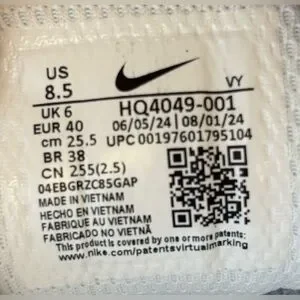 US
8.5
VY
UK 6
HQ4049-001
EUR 40
06/05/24 | 08/01/24
cm 25.5
UPC 00197601795104
BR 38
CN 255(2.5)
04EBGRZC85GAP
MADE IN VIETNAM
HECHO EN VIETNAM
FABRIQUE AU VIETNAM
FABRICADO NO VIETNÃ
This product is covered by one or more
www.nike.com/patentsvirtualmarking